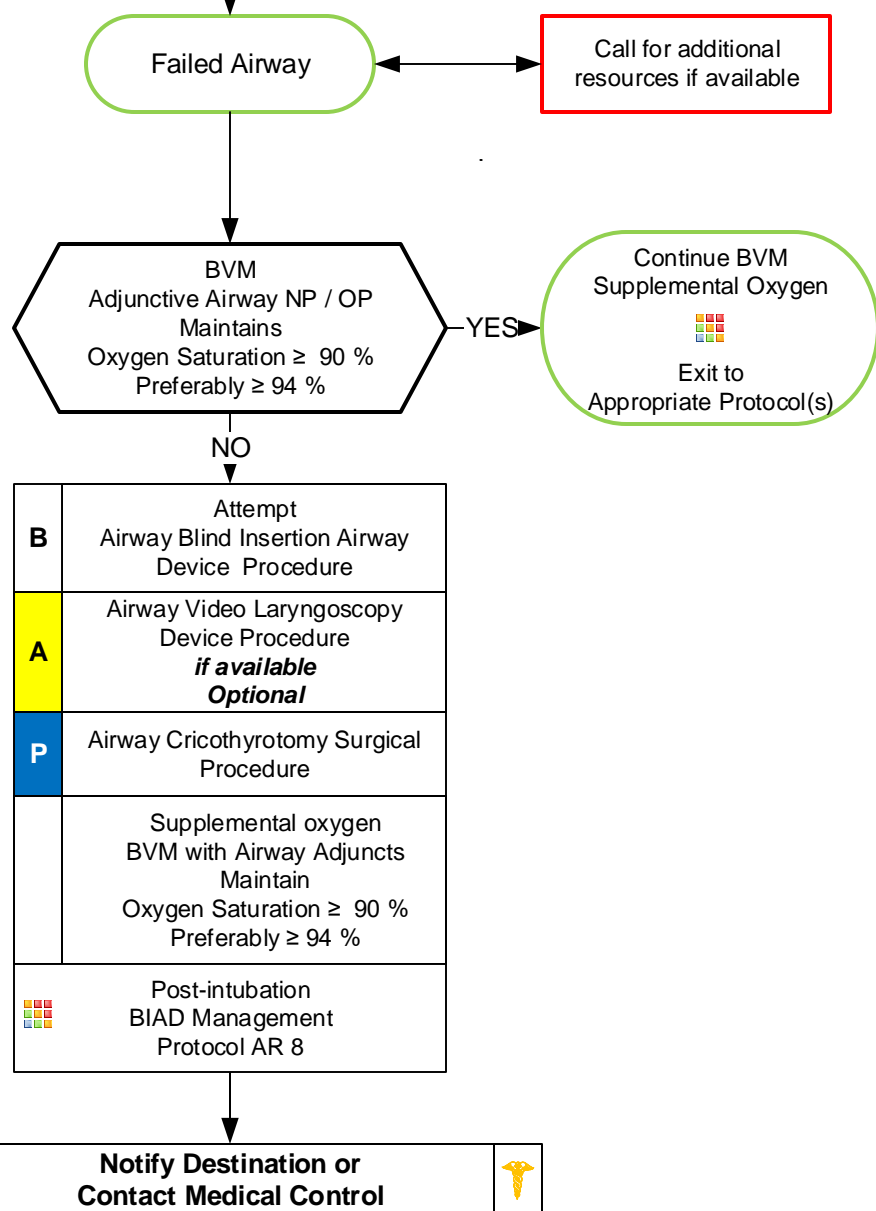 Failed Airway
Call for additional
resources if available
.
BVM
Adjunctive Airway NP / OP
Maintains
Oxygen Saturation ≥ 90 %
Preferably ≥ 94 %
YES
Continue BVM
Supplemental Oxygen
Exit to
Appropriate Protocol(s)
NO
B
Attempt
Airway Blind Insertion Airway
Device Procedure
A
Airway Video Laryngoscopy
Device Procedure
if available
Optional
P
Airway Cricothyrotomy Surgical
Procedure
Supplemental oxygen
BVM with Airway Adjuncts
Maintain
Oxygen Saturation ≥ 90 %
Preferably ≥ 94 %
Post-intubation
BIAD Management
Protocol AR 8
Notify Destination or
Contact Medical Control